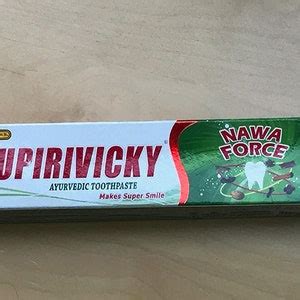 UPIRIVICKY
AYURVEDIC TOOTHPASTE
Makes Super Smile
NAWA
FORCE